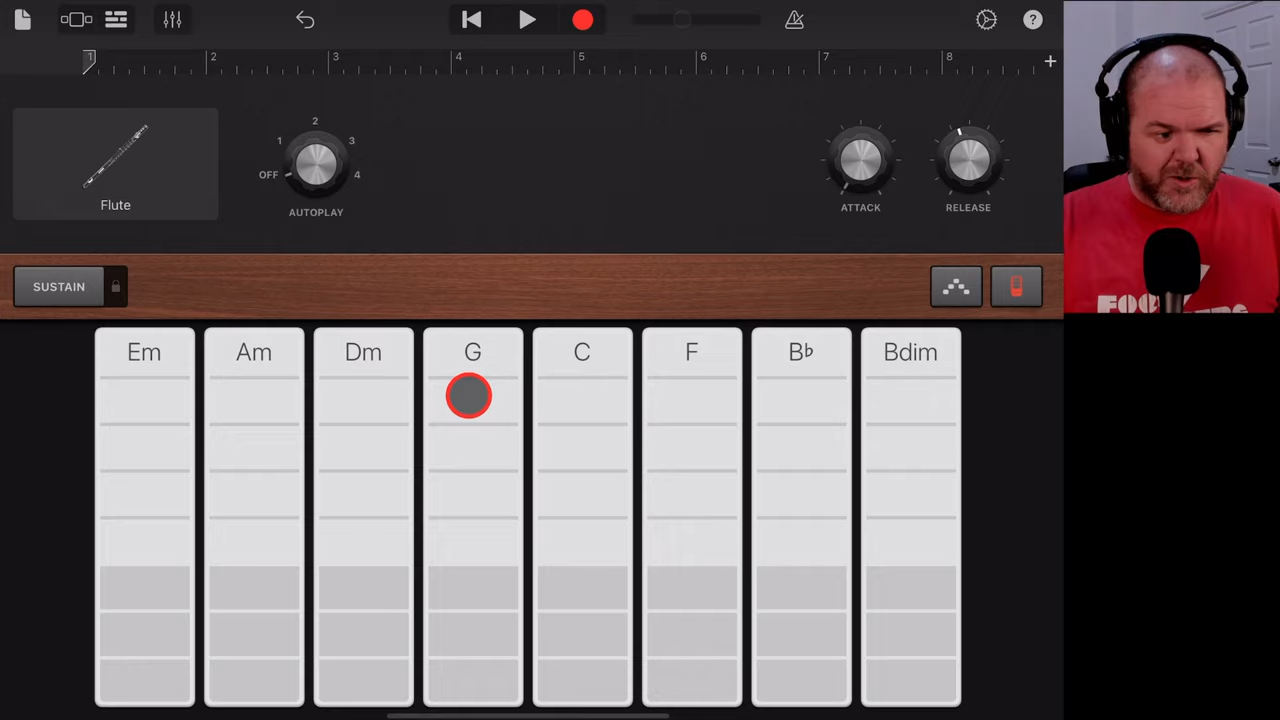 ?
1 2 3 4 5 6 7 8 +
2
1 3
OFF 4
AUTOPLAY
Flute
ATTACK RELEASE
SUSTAIN
Em Am Dm G C F B♭ Bdim